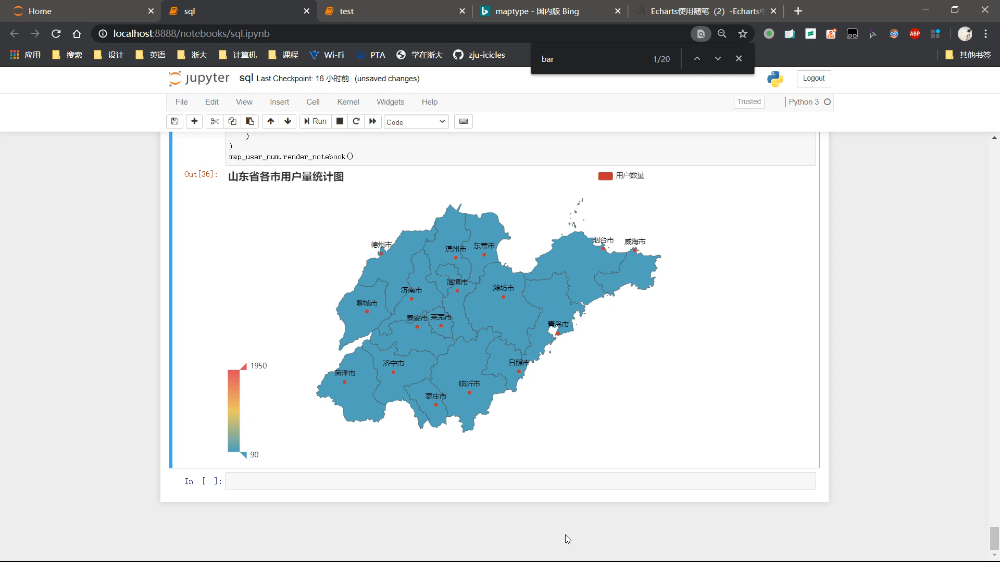 Home
sql
test
maptype - 国内版 Bing
Echarts使用随笔（2）-Echarts
localhost:8888/notebooks/sql.ipynb
ABP
应用 搜索 设计 英语 浙大 计算机 课程 Wi-Fi PTA 学在浙大 zju-icicles 其他书签
bar 1/20
jupyter sql Last Checkpoint: 16 小时前 (unsaved changes)
Logout
File Edit View Insert Cell Kernel Widgets Help
Trusted Python 3
Run Code
)
)
map_user_num.render_notebook()
Out[36]:
山东省各市用户量统计图
用户数量
德州市
滨州市
东营市
烟台市
威海市
淄博市
潍坊市
济南市
聊城市
泰安市
莱芜市
青岛市
济宁市
日照市
菏泽市
临沂市
枣庄市
1950
90
In [ ]: